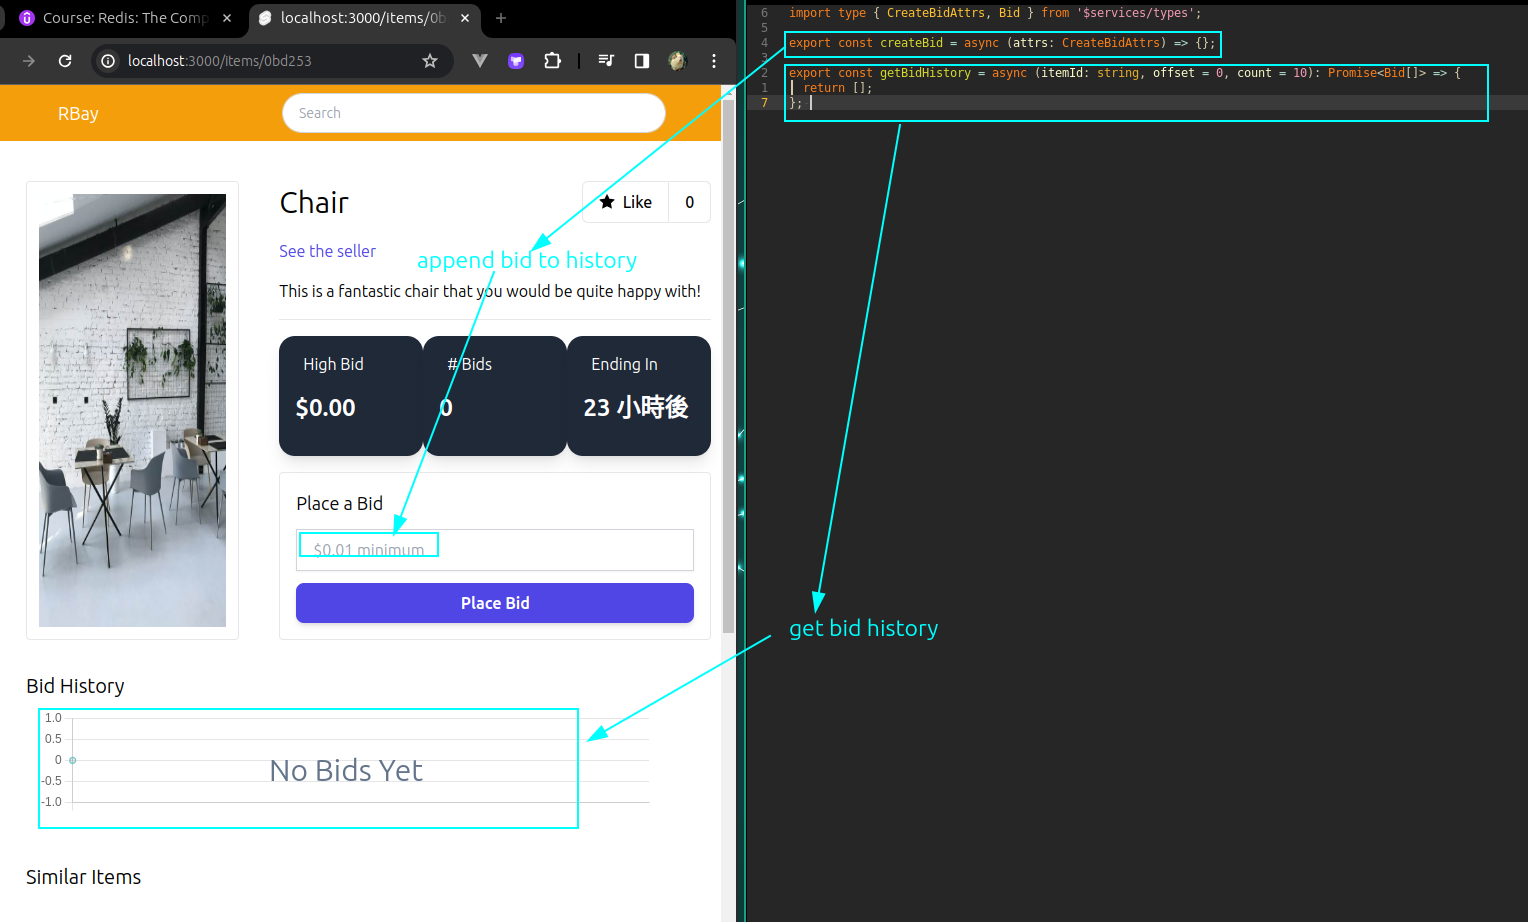 Course: Redis: The Comp
localhost:3000/items/0b
localhost:3000/items/0bd253
RBay
Search
Chair
Like
0
See the seller
append bid to history
This is a fantastic chair that you would be quite happy with!
High Bid
# Bids
Ending In
$0.00
0
23 小時後
Place a Bid
$0.01 minimum
Place Bid
Bid History
1.0
0.5
0
-0.5
-1.0
No Bids Yet
Similar Items
6 import type { CreateBidAttrs, Bid } from '$services/types';
5
4 export const createBid = async (attrs: CreateBidAttrs) => {};
3
2 export const getBidHistory = async (itemId: string, offset = 0, count = 10): Promise<Bid[]> => {
1 return [];
7 };
get bid history